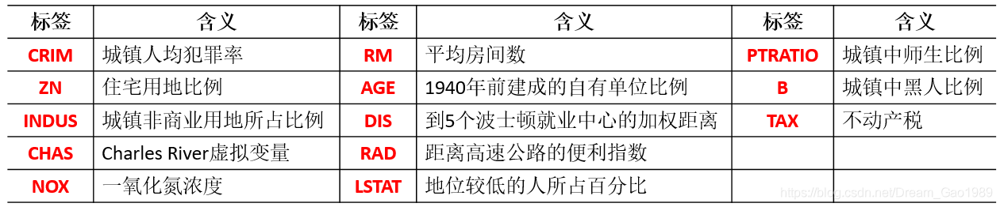 标签 含义 标签 含义 标签 含义
CRIM 城镇人均犯罪率 RM 平均房间数 PTRATIO 城镇中师生比例
ZN 住宅用地比例 AGE 1940年前建成的自有单位比例 B 城镇中黑人比例
INDUS 城镇非商业用地所占比例 DIS 到5个波士顿就业中心的加权距离 TAX 不动产税
CHAS Charles River虚拟变量 RAD 距离高速公路的便利指数
NOX 一氧化氮浓度 LSTAT 地位较低的人所占百分比
https://blog.csdn.net/Dream_Gao1989